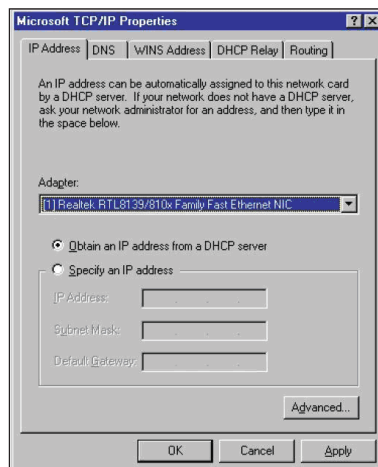 Microsoft TCP/IP Properties
IP Address DNS WINS Address DHCP Relay Routing
An IP address can be automatically assigned to this network card
by a DHCP server. If your network does not have a DHCP server,
ask your network administrator for an address, and then type it in
the space below.
Adapter:
[1] Realtek RTL8139/810x Family Fast Ethernet NIC
Obtain an IP address from a DHCP server
Specify an IP address
IP Address:
Subnet Mask:
Default Gateway:
Advanced...
OK Cancel Apply